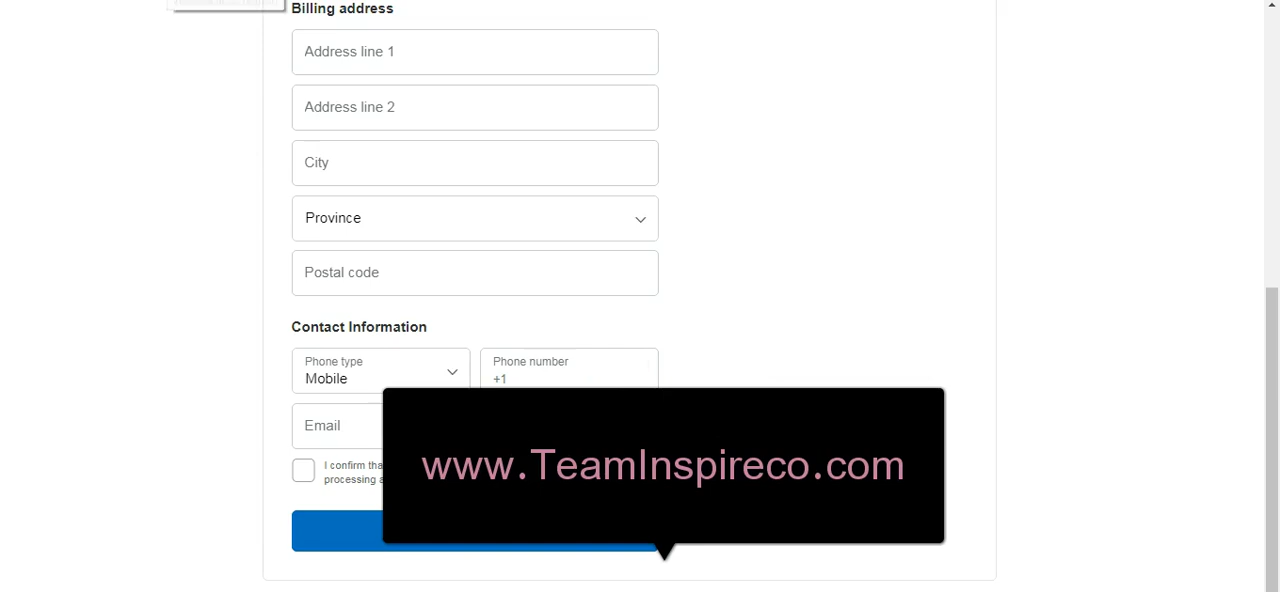 Billing address
Address line 1
Address line 2
City
Province
Postal code
Contact Information
Phone type
Mobile
Phone number
+1
Email
I confirm tha
processing a
www.TeamInspireco.com